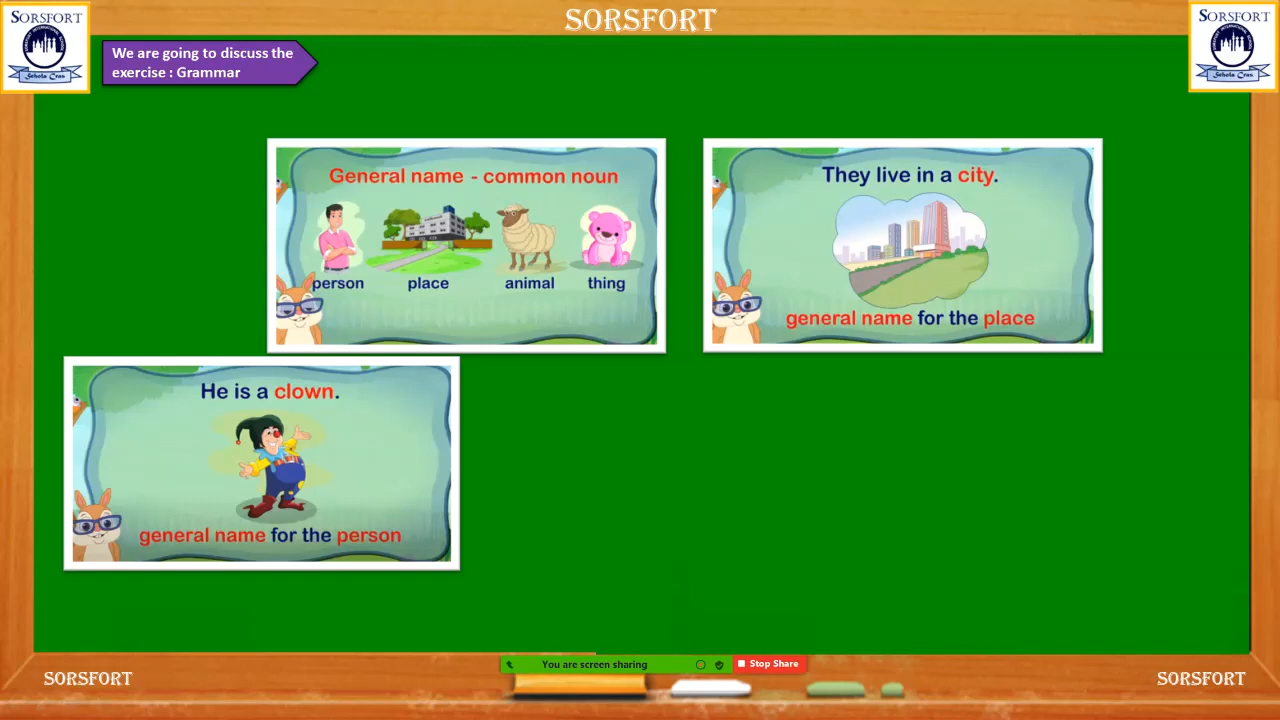 SORSFORT
SORSFORT
Schola Cras
SORSFORT
Schola Cras
We are going to discuss the
exercise : Grammar
General name - common noun
person place animal thing
They live in a city.
general name for the place
He is a clown.
general name for the person
You are screen sharing
Stop Share
SORSFORT
SORSFORT